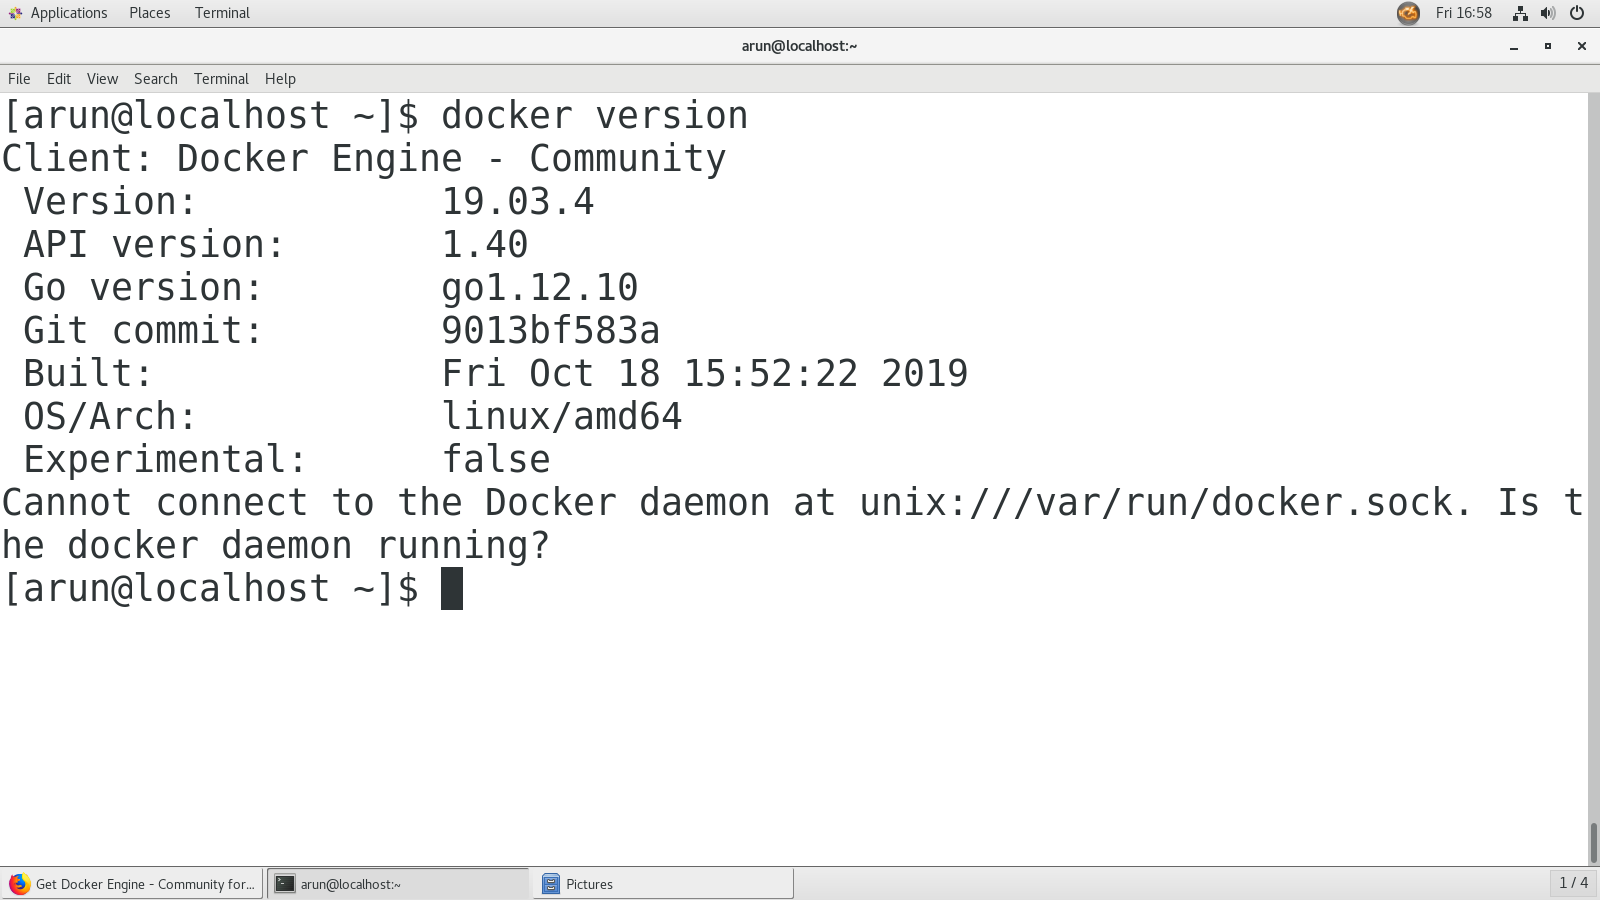 Applications Places Terminal Fri 16:58
arun@localhost:~
File Edit View Search Terminal Help
[arun@localhost ~]$ docker version
Client: Docker Engine - Community
 Version:           19.03.4
 API version:       1.40
 Go version:        go1.12.10
 Git commit:        9013bf583a
 Built:             Fri Oct 18 15:52:22 2019
 OS/Arch:           linux/amd64
 Experimental:      false
Cannot connect to the Docker daemon at unix:///var/run/docker.sock. Is t
he docker daemon running?
[arun@localhost ~]$
Get Docker Engine - Community for... arun@localhost:~ Pictures 1 / 4